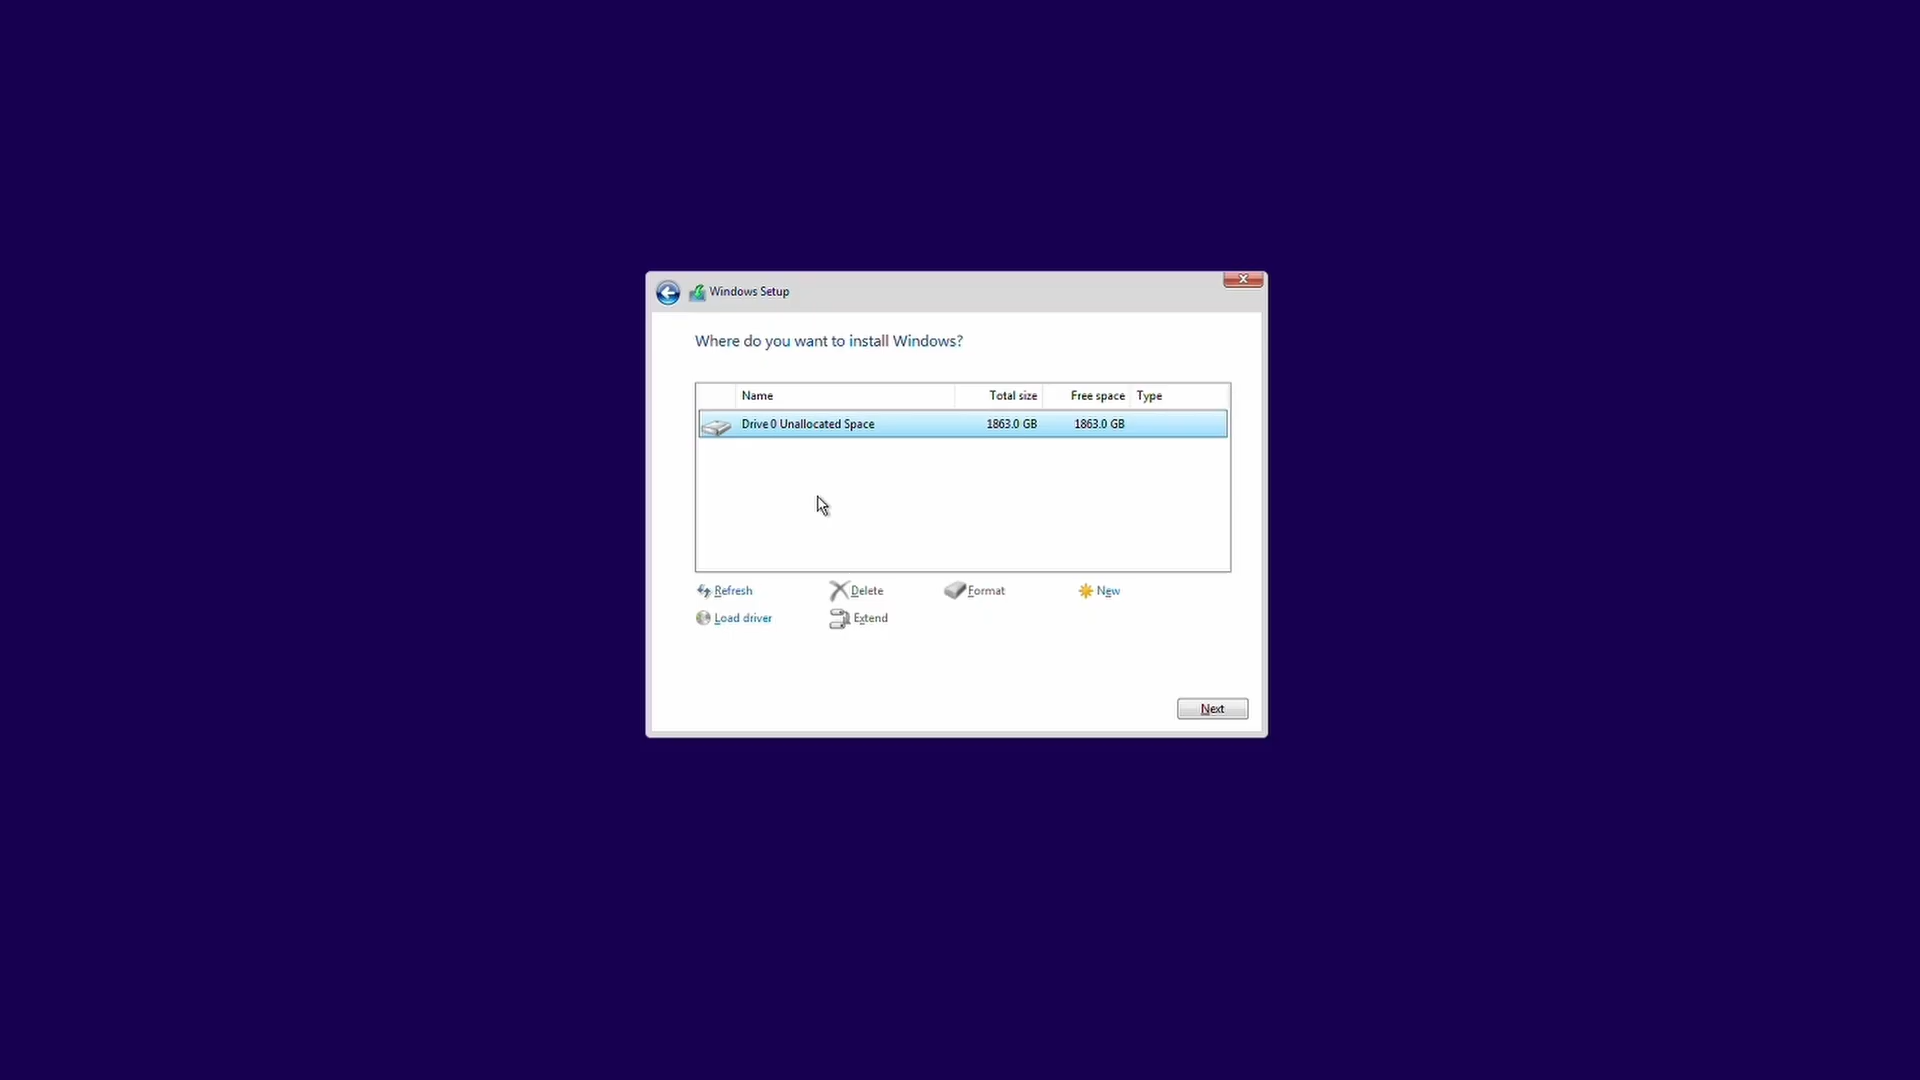 Windows Setup
Where do you want to install Windows?
Name Total size Free space Type
Drive 0 Unallocated Space 1863.0 GB 1863.0 GB
Refresh Delete Format New
Load driver Extend
Next